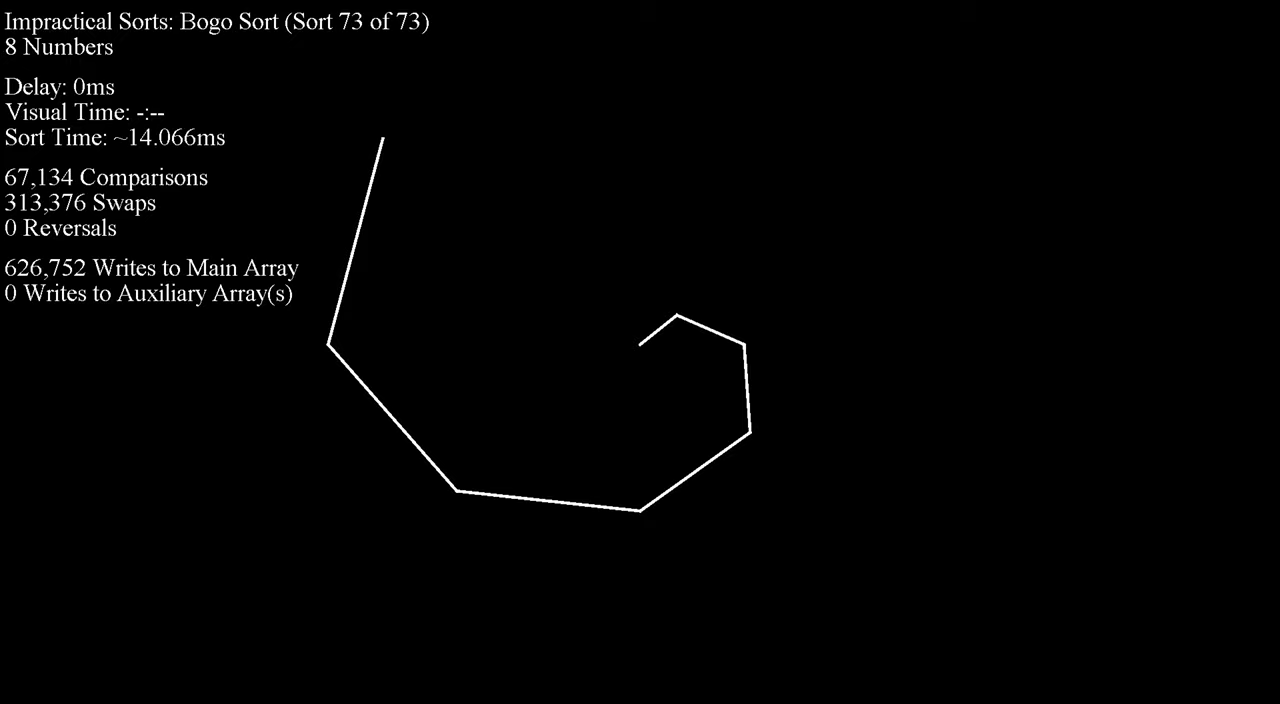 Impractical Sorts: Bogo Sort (Sort 73 of 73)
8 Numbers
Delay: 0ms
Visual Time: -:--
Sort Time: ~14.066ms
67,134 Comparisons
313,376 Swaps
0 Reversals
626,752 Writes to Main Array
0 Writes to Auxiliary Array(s)